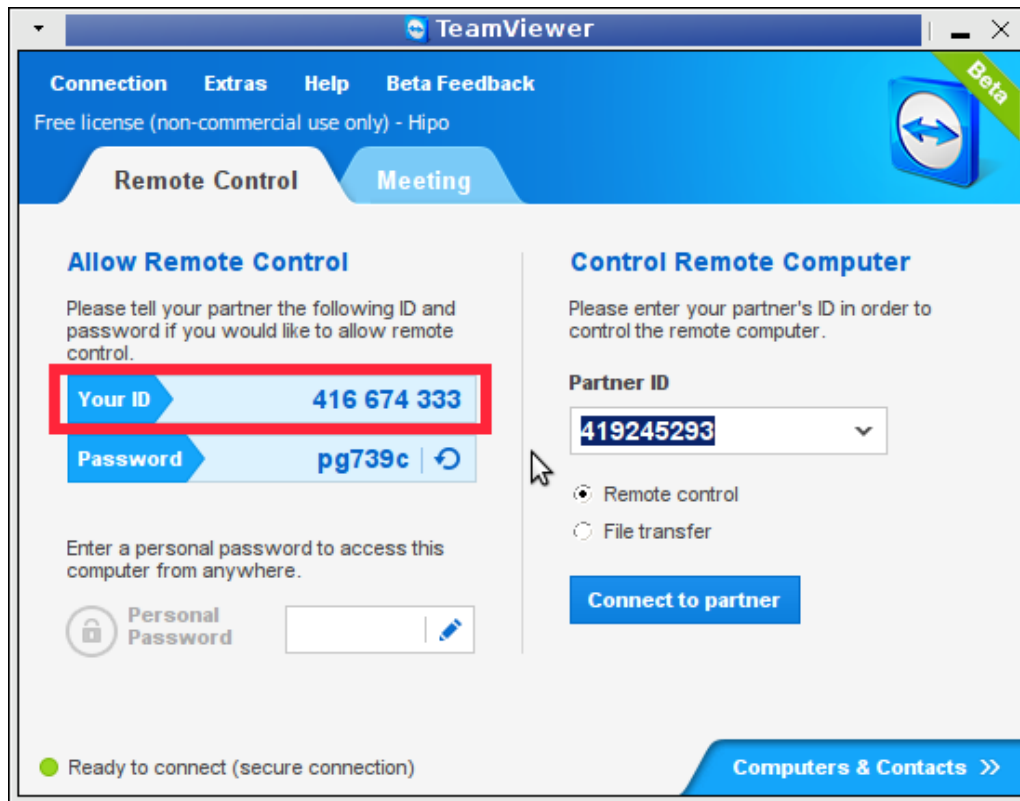 TeamViewer
Connection Extras Help Beta Feedback
Beta
Free license (non-commercial use only) - Hipo
Remote Control Meeting
Allow Remote Control
Please tell your partner the following ID and
password if you would like to allow remote
control.
Your ID 416 674 333
Password pg739c
Enter a personal password to access this
computer from anywhere.
Personal
Password
Control Remote Computer
Please enter your partner's ID in order to
control the remote computer.
Partner ID
419245293
Remote control
File transfer
Connect to partner
Ready to connect (secure connection)
Computers & Contacts >>